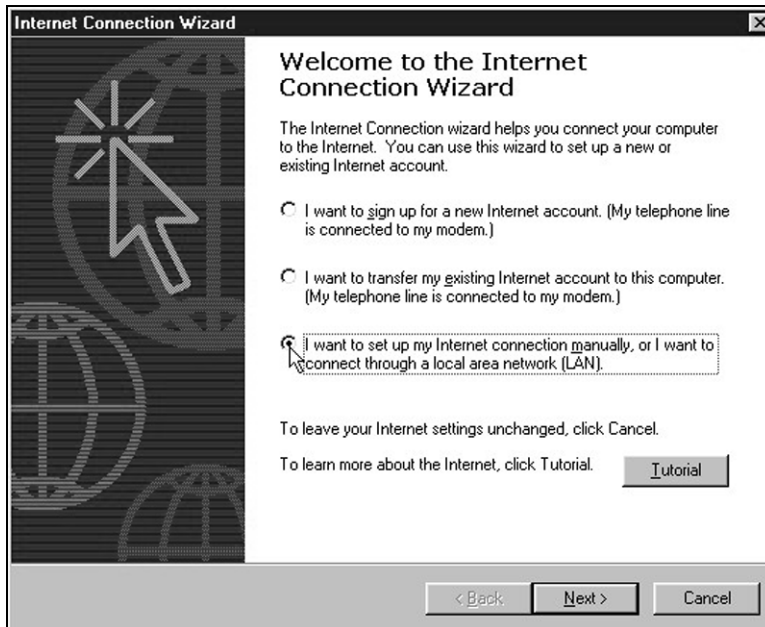 Internet Connection Wizard
Welcome to the Internet
Connection Wizard
The Internet Connection wizard helps you connect your computer
to the Internet. You can use this wizard to set up a new or
existing Internet account.
I want to sign up for a new Internet account. (My telephone line
is connected to my modem.)
I want to transfer my existing Internet account to this computer.
(My telephone line is connected to my modem.)
I want to set up my Internet connection manually, or I want to
connect through a local area network (LAN).
To leave your Internet settings unchanged, click Cancel.
To learn more about the Internet, click Tutorial.
Tutorial
< Back
Next >
Cancel